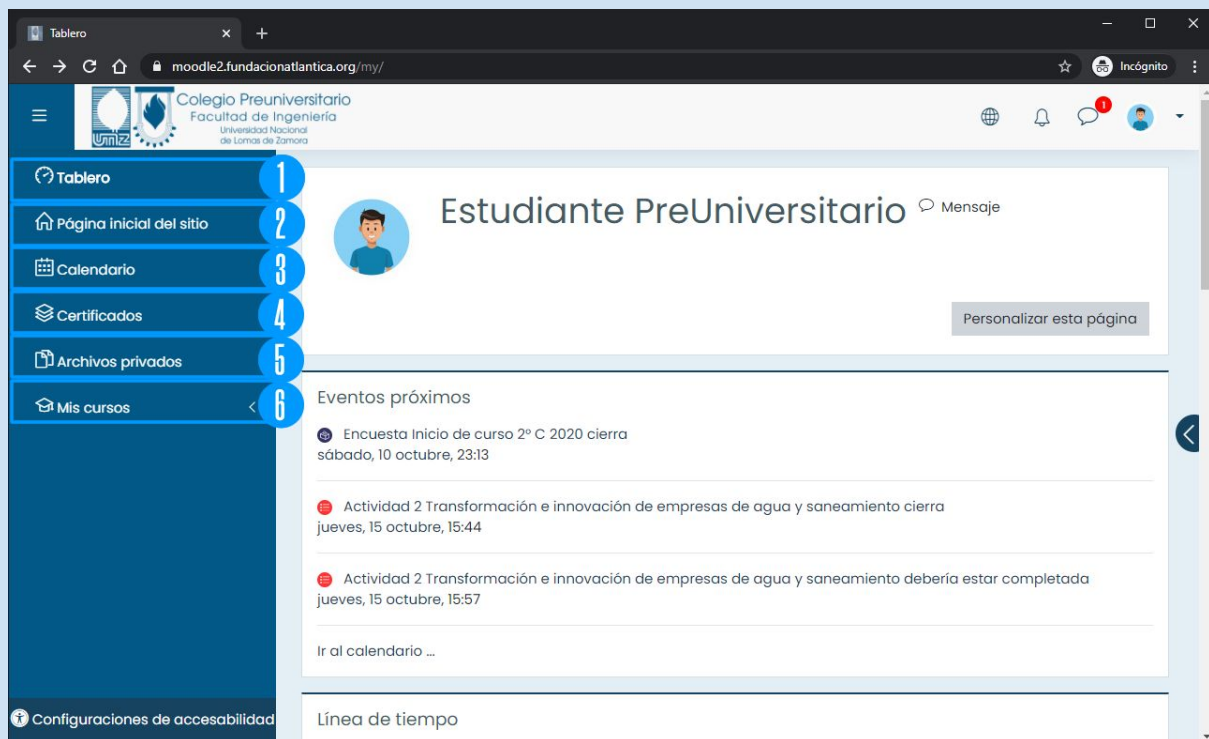 Tablero
moodle2.fundacionatlantica.org/my/
Incógnito
Colegio Preuniversitario
Facultad de Ingeniería
Universidad Nacional
de Lomas de Zamora
1
Tablero 1
Página inicial del sitio 2
Calendario 3
Certificados 4
Archivos privados 5
Mis cursos 6
Configuraciones de accesabilidad
Estudiante PreUniversitario Mensaje
Personalizar esta página
Eventos próximos
Encuesta Inicio de curso 2º C 2020 cierra
sábado, 10 octubre, 23:13
Actividad 2 Transformación e innovación de empresas de agua y saneamiento cierra
jueves, 15 octubre, 15:44
Actividad 2 Transformación e innovación de empresas de agua y saneamiento debería estar completada
jueves, 15 octubre, 15:57
Ir al calendario ...
Línea de tiempo